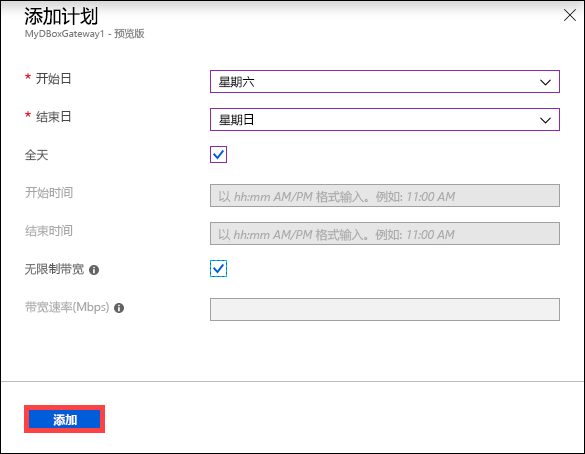 添加计划
MyDBoxGateway1 - 预览版
* 开始日
星期六
* 结束日
星期日
全天
开始时间
以 hh:mm AM/PM 格式输入。例如: 11:00 AM
结束时间
以 hh:mm AM/PM 格式输入。例如: 11:00 AM
无限制带宽
带宽速率(Mbps)
添加